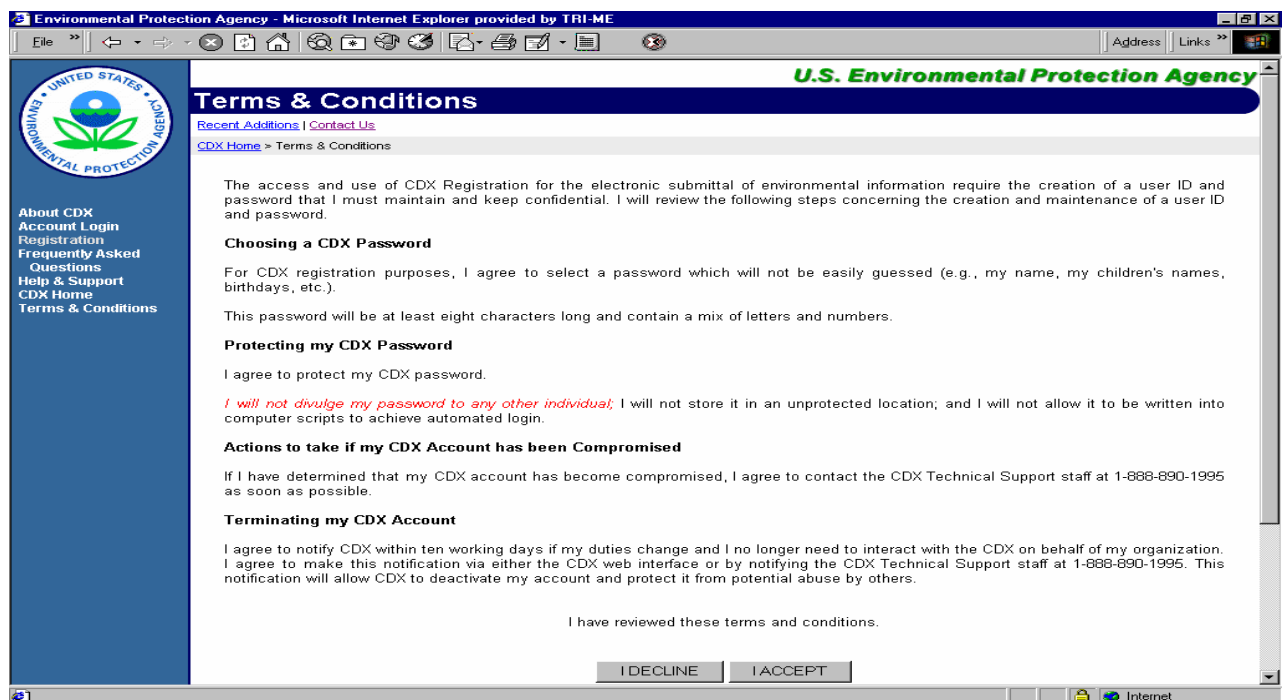 Environmental Protection Agency - Microsoft Internet Explorer provided by TRI-ME
File » Address Links »
UNITED STATES ENVIRONMENTAL PROTECTION AGENCY
U.S. Environmental Protection Agency
Terms & Conditions
Recent Additions | Contact Us
CDX Home > Terms & Conditions
About CDX
Account Login
Registration
Frequently Asked
Questions
Help & Support
CDX Home
Terms & Conditions
The access and use of CDX Registration for the electronic submittal of environmental information require the creation of a user ID and
password that I must maintain and keep confidential. I will review the following steps concerning the creation and maintenance of a user ID
and password.
Choosing a CDX Password
For CDX registration purposes, I agree to select a password which will not be easily guessed (e.g., my name, my children's names,
birthdays, etc.).
This password will be at least eight characters long and contain a mix of letters and numbers.
Protecting my CDX Password
I agree to protect my CDX password.
I will not divulge my password to any other individual; I will not store it in an unprotected location; and I will not allow it to be written into
computer scripts to achieve automated login.
Actions to take if my CDX Account has been Compromised
If I have determined that my CDX account has become compromised, I agree to contact the CDX Technical Support staff at 1-888-890-1995
as soon as possible.
Terminating my CDX Account
I agree to notify CDX within ten working days if my duties change and I no longer need to interact with the CDX on behalf of my organization.
I agree to make this notification via either the CDX web interface or by notifying the CDX Technical Support staff at 1-888-890-1995. This
notification will allow CDX to deactivate my account and protect it from potential abuse by others.
I have reviewed these terms and conditions.
I DECLINE I ACCEPT
Internet